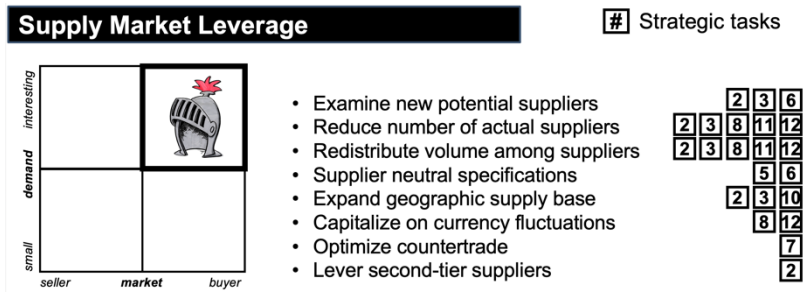 Supply Market Leverage
# Strategic tasks
interesting
demand
small
seller market buyer
• Examine new potential suppliers 2 3 6
• Reduce number of actual suppliers 2 3 8 11 12
• Redistribute volume among suppliers 2 3 8 11 12
• Supplier neutral specifications 5 6
• Expand geographic supply base 2 3 10
• Capitalize on currency fluctuations 8 12
• Optimize countertrade 7
• Lever second-tier suppliers 2